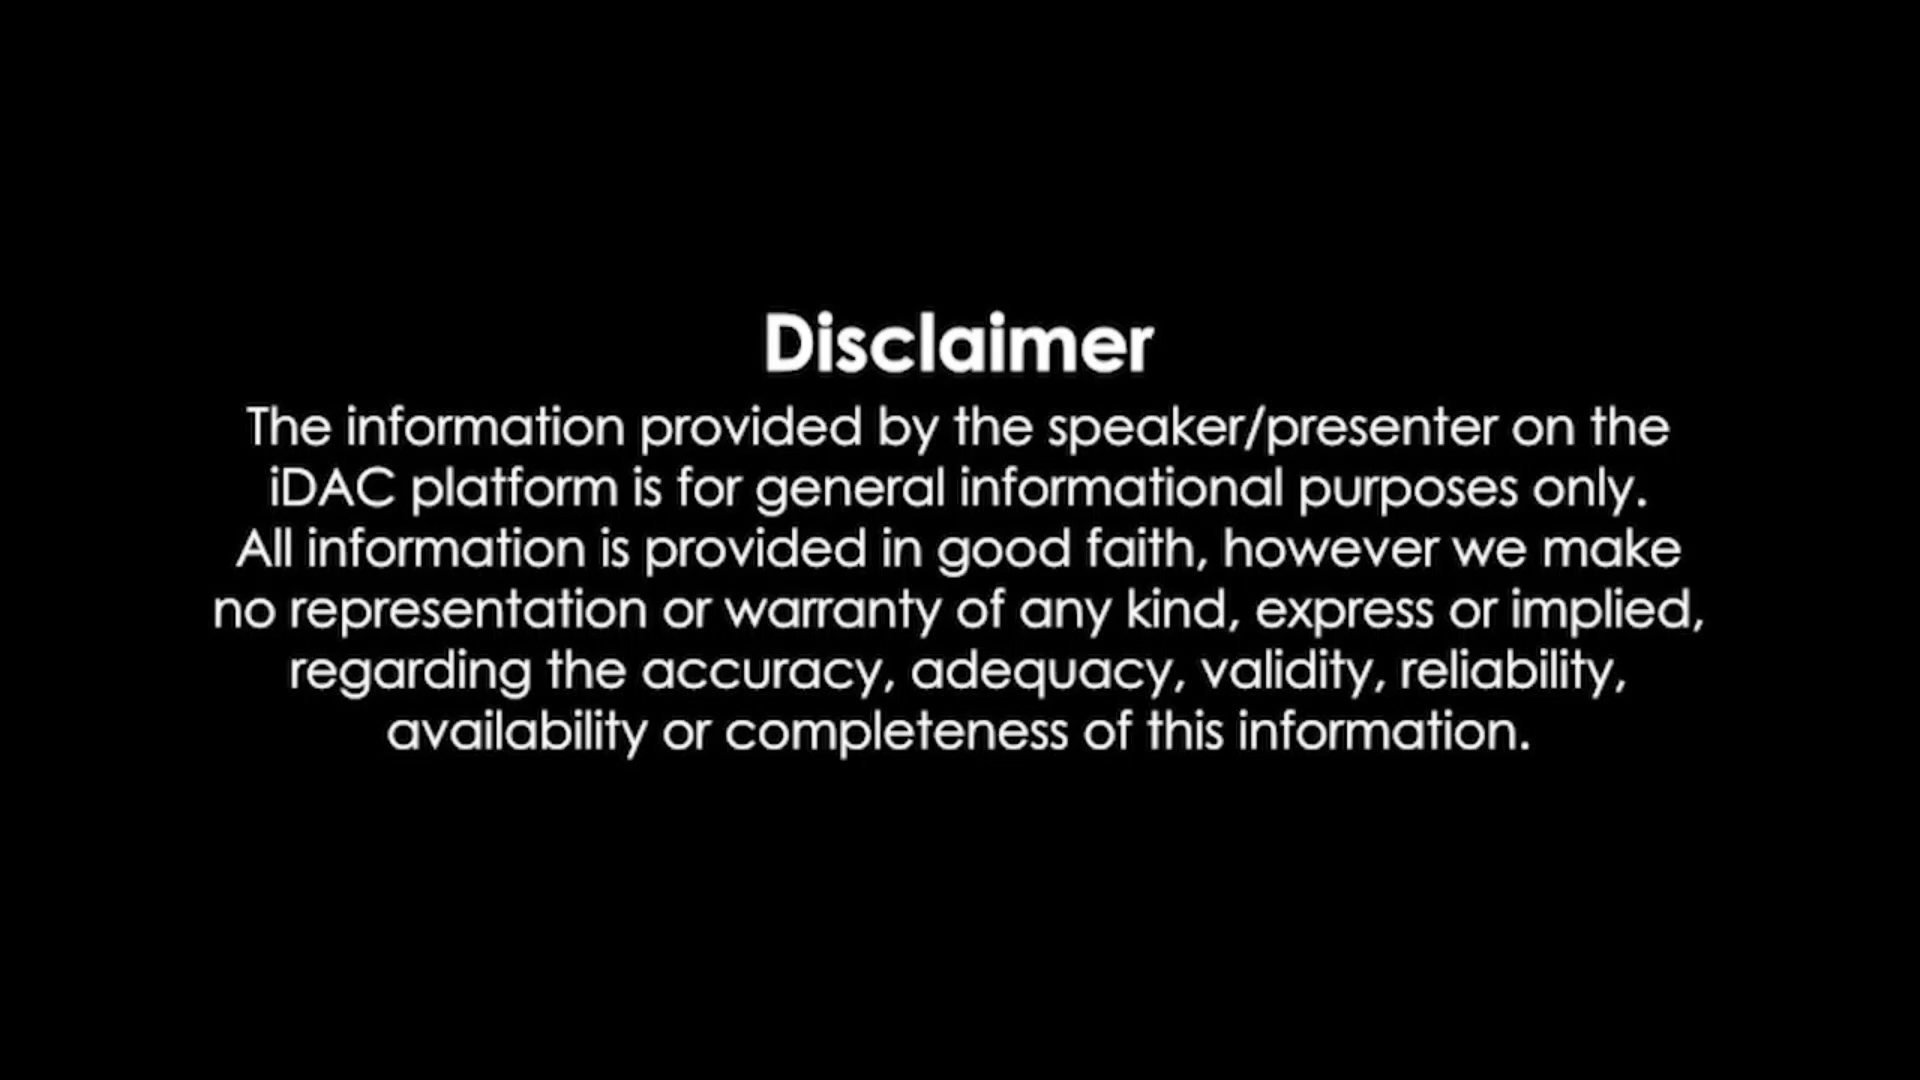 Disclaimer
The information provided by the speaker/presenter on the
iDAC platform is for general informational purposes only.
All information is provided in good faith, however we make
no representation or warranty of any kind, express or implied,
regarding the accuracy, adequacy, validity, reliability,
availability or completeness of this information.